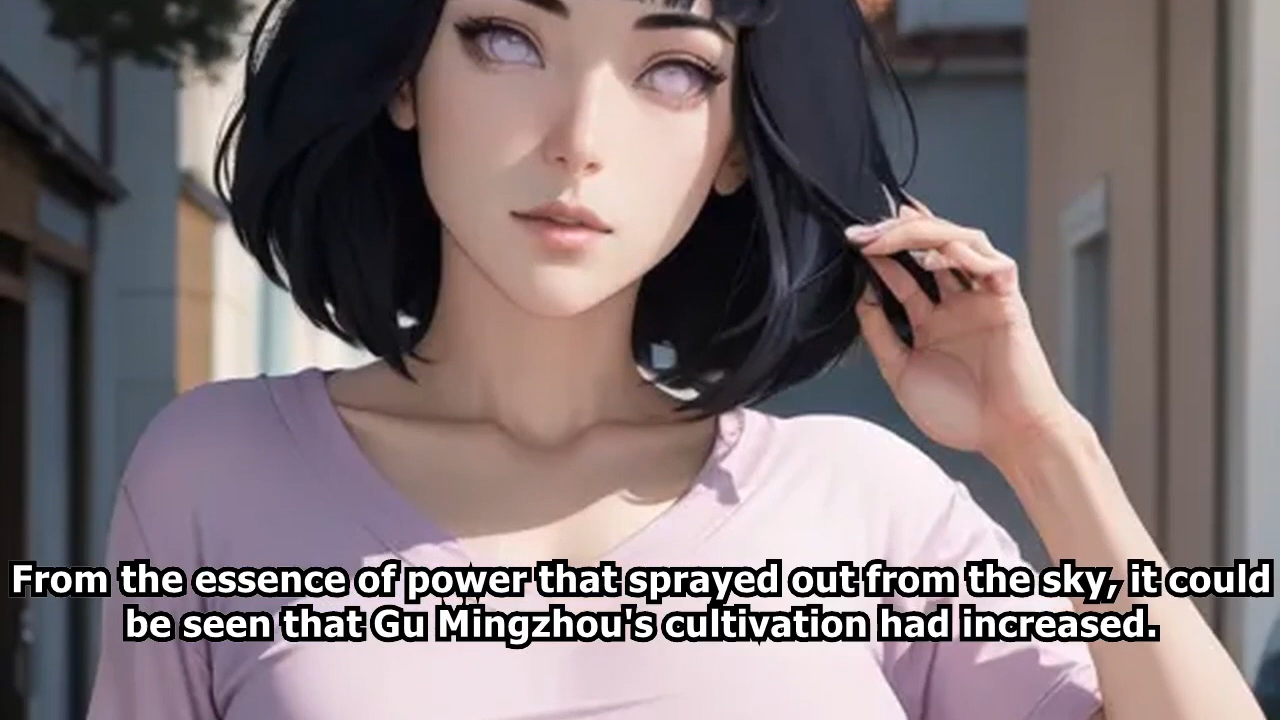 From the essence of power that sprayed out from the sky, it could
be seen that Gu Mingzhou's cultivation had increased.